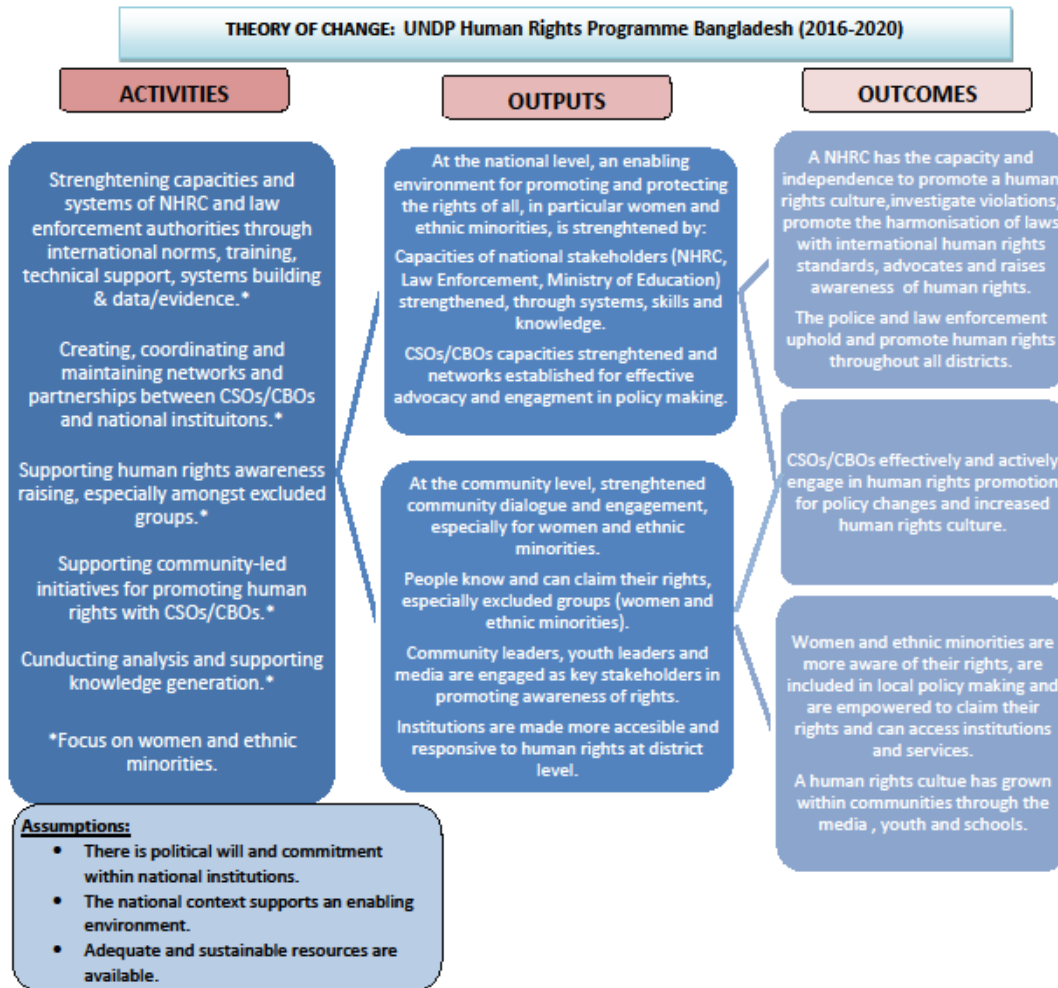 THEORY OF CHANGE: UNDP Human Rights Programme Bangladesh (2016-2020)
ACTIVITIES
Strenghtening capacities and
systems of NHRC and law
enforcement authorities through
international norms, training,
technical support, systems building
& data/evidence.*
Creating, coordinating and
maintaining networks and
partnerships between CSOs/CBOs
and national instituitons.*
Supporting human rights awareness
raising, especially amongst excluded
groups.*
Supporting community-led
initiatives for promoting human
rights with CSOs/CBOs.*
Cunducting analysis and supporting
knowledge generation.*
*Focus on women and ethnic
minorities.
OUTPUTS
At the national level, an enabling
environment for promoting and protecting
the rights of all, in particular women and
ethnic minorities, is strenghtened by:
Capacities of national stakeholders (NHRC,
Law Enforcement, Ministry of Education)
strengthened, through systems, skills and
knowledge.
CSOs/CBOs capacities strenghtened and
networks established for effective
advocacy and engagment in policy making.
At the community level, strenghtened
community dialogue and engagement,
especially for women and ethnic
minorities.
People know and can claim their rights,
especially excluded groups (women and
ethnic minorities).
Community leaders, youth leaders and
media are engaged as key stakeholders in
promoting awareness of rights.
Institutions are made more accesible and
responsive to human rights at district
level.
OUTCOMES
A NHRC has the capacity and
independence to promote a human
rights culture,investigate violations,
promote the harmonisation of laws
with international human rights
standards, advocates and raises
awareness of human rights.
The police and law enforcement
uphold and promote human rights
throughout all districts.
CSOs/CBOs effectively and actively
engage in human rights promotion
for policy changes and increased
human rights culture.
Women and ethnic minorities are
more aware of their rights, are
included in local policy making and
are empowered to claim their
rights and can access institutions
and services.
A human rights cultue has grown
within communities through the
media , youth and schools.
Assumptions:
• There is political will and commitment
within national institutions.
• The national context supports an enabling
environment.
• Adequate and sustainable resources are
available.